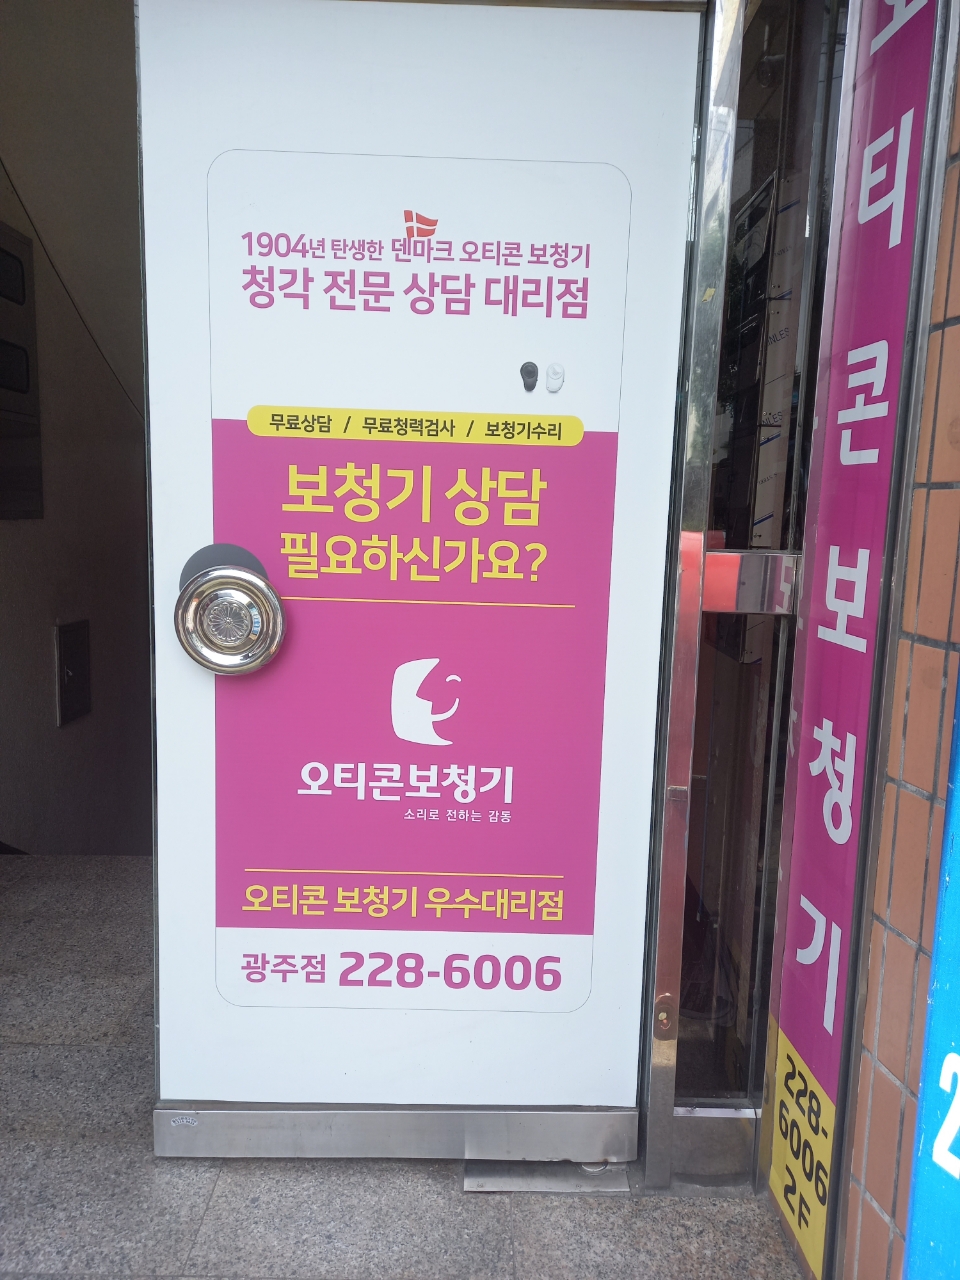 1904년 탄생한 덴마크 오티콘 보청기
청각 전문 상담 대리점
무료상담 / 무료청력검사 / 보청기수리
보청기 상담
필요하신가요?
오티콘보청기
소리로 전하는 감동
오티콘 보청기 우수대리점
광주점 228-6006
오티콘보청기
228-
6006
2F
2